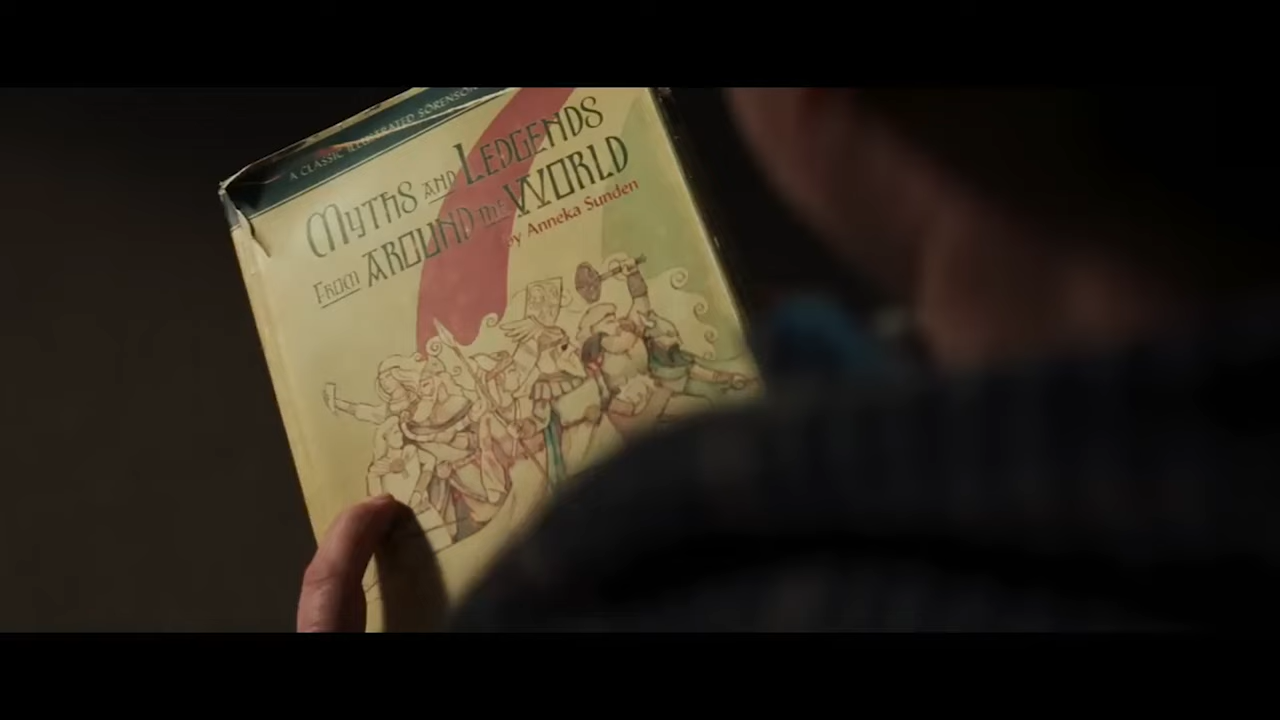 A CLASSIC ILLUSTRATED SORENSON
MYTHS AND LEDGENDS
FROM AROUND THE WORLD
by Anneka Sunden